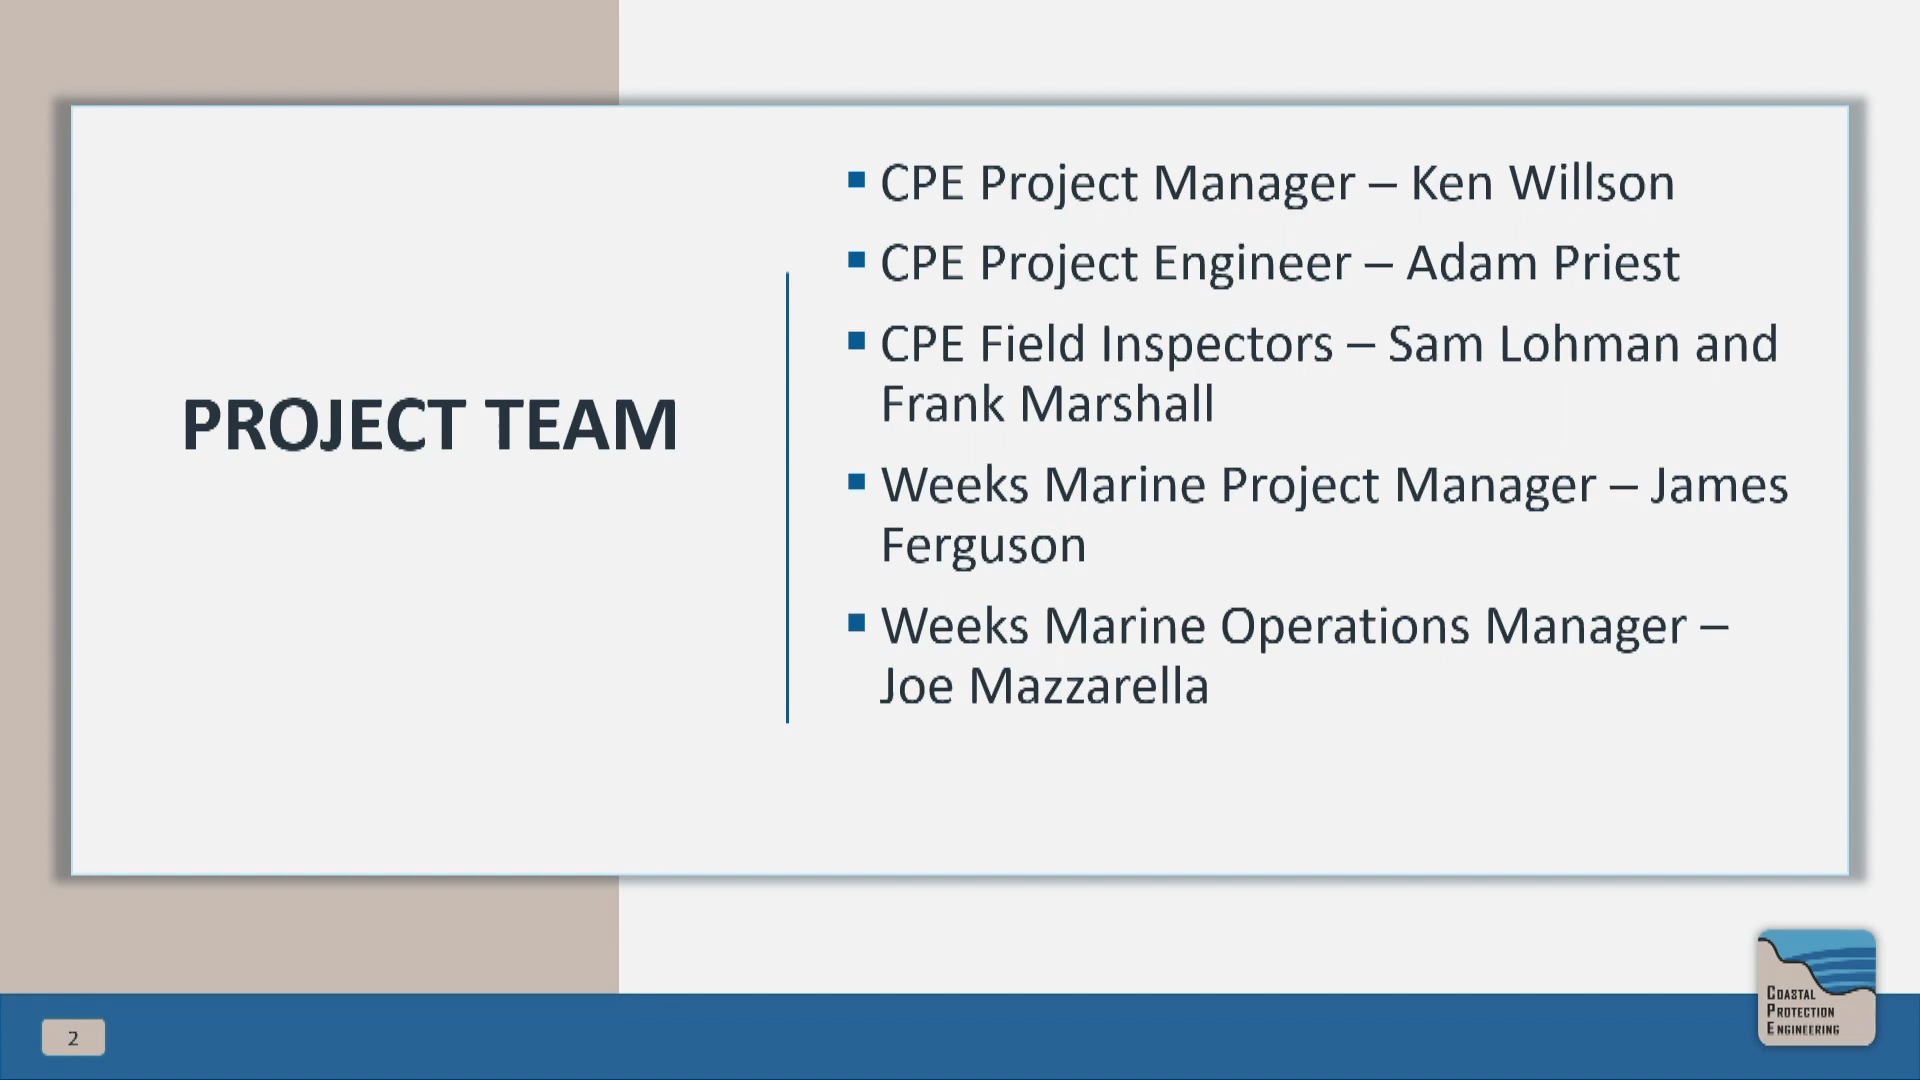 PROJECT TEAM
▪ CPE Project Manager – Ken Willson
▪ CPE Project Engineer – Adam Priest
▪ CPE Field Inspectors – Sam Lohman and
Frank Marshall
▪ Weeks Marine Project Manager – James
Ferguson
▪ Weeks Marine Operations Manager –
Joe Mazzarella
2
COASTAL
PROTECTION
ENGINEERING